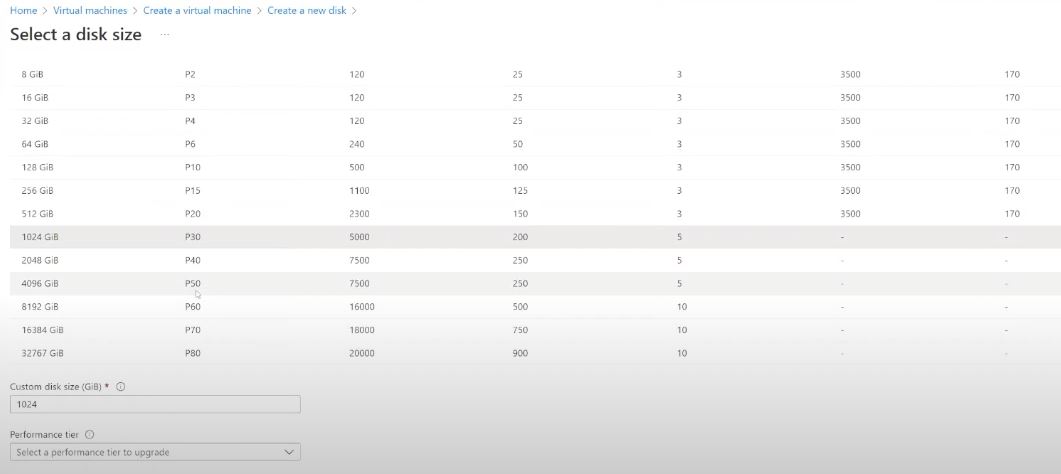 Home > Virtual machines > Create a virtual machine > Create a new disk >
Select a disk size ...
8 GiB P2 120 25 3 3500 170
16 GiB P3 120 25 3 3500 170
32 GiB P4 120 25 3 3500 170
64 GiB P6 240 50 3 3500 170
128 GiB P10 500 100 3 3500 170
256 GiB P15 1100 125 3 3500 170
512 GiB P20 2300 150 3 3500 170
1024 GiB P30 5000 200 5 - -
2048 GiB P40 7500 250 5 - -
4096 GiB P50 7500 250 5 - -
8192 GiB P60 16000 500 10 - -
16384 GiB P70 18000 750 10 - -
32767 GiB P80 20000 900 10 - -
Custom disk size (GiB) *
1024
Performance tier
Select a performance tier to upgrade